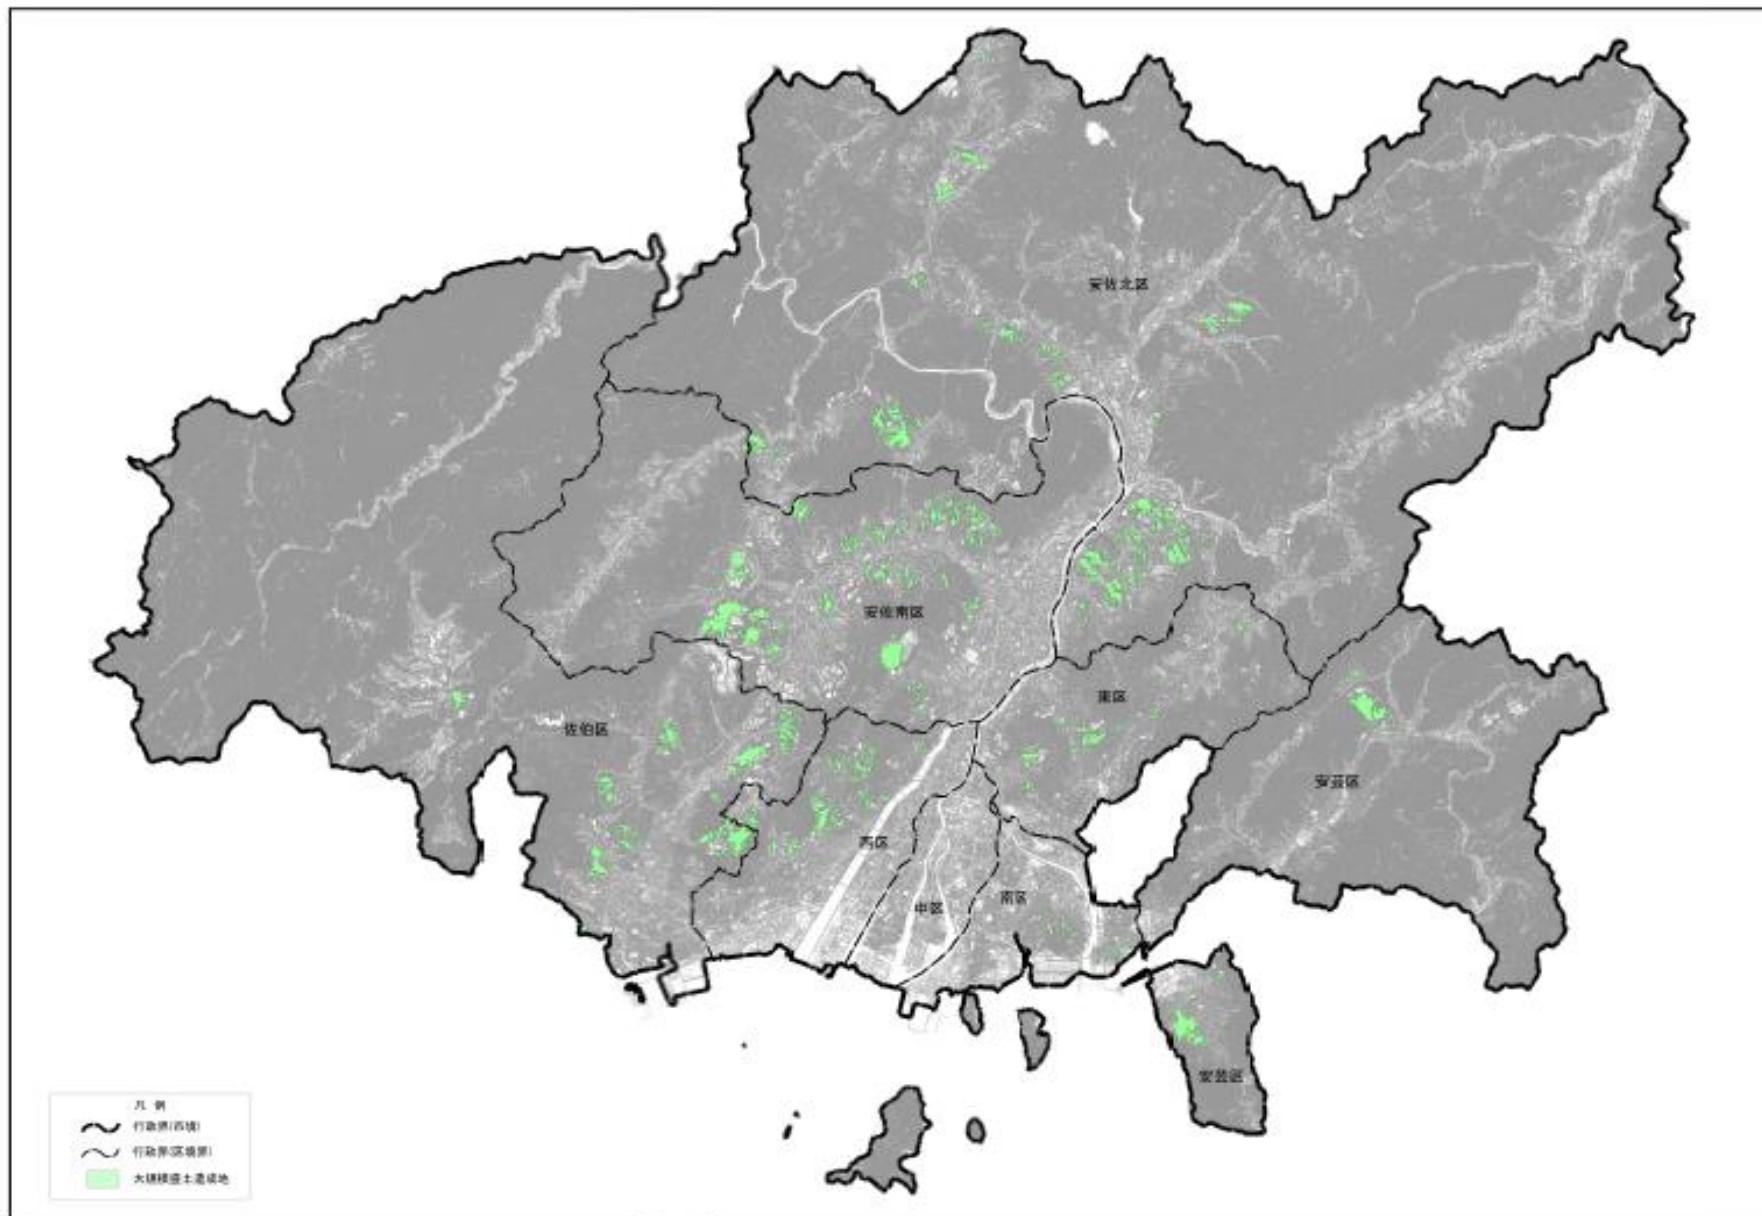 安佐北区
安佐南区
東区
佐伯区
安芸区
西区
中区
南区
安芸区
凡 例
行政界(市境)
行政界(区境界)
大規模盛土造成地